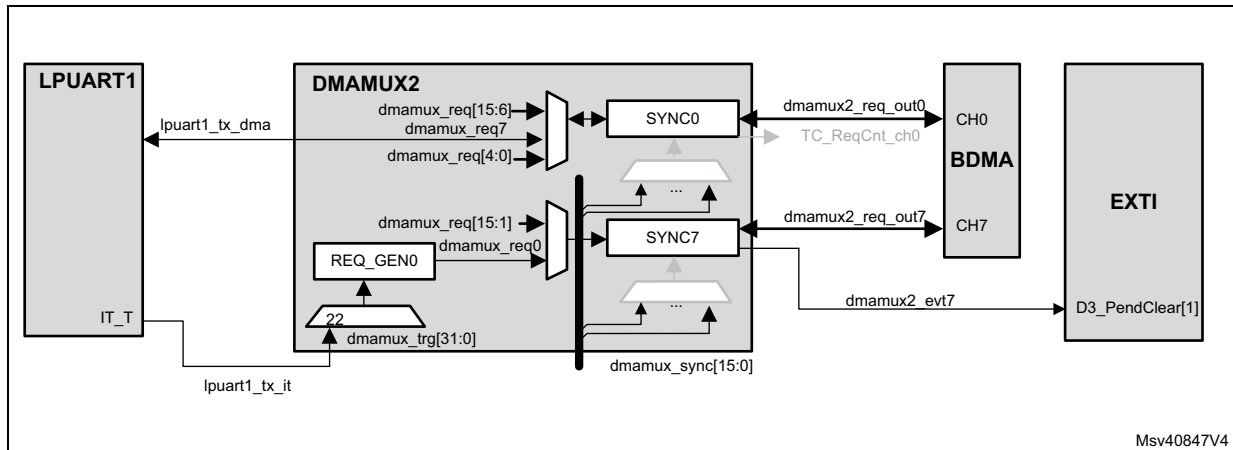 LPUART1
DMAMUX2
BDMA
EXTI
lpuart1_tx_dma
dmamux_req[15:6]
dmamux_req7
dmamux_req[4:0]
SYNC0
dmamux2_req_out0
TC_ReqCnt_ch0
CH0
...
dmamux_req[15:1]
dmamux_req0
SYNC7
dmamux2_req_out7
CH7
REQ_GEN0
...
dmamux2_evt7
D3_PendClear[1]
IT_T
22
dmamux_trg[31:0]
dmamux_sync[15:0]
lpuart1_tx_it
Msv40847V4